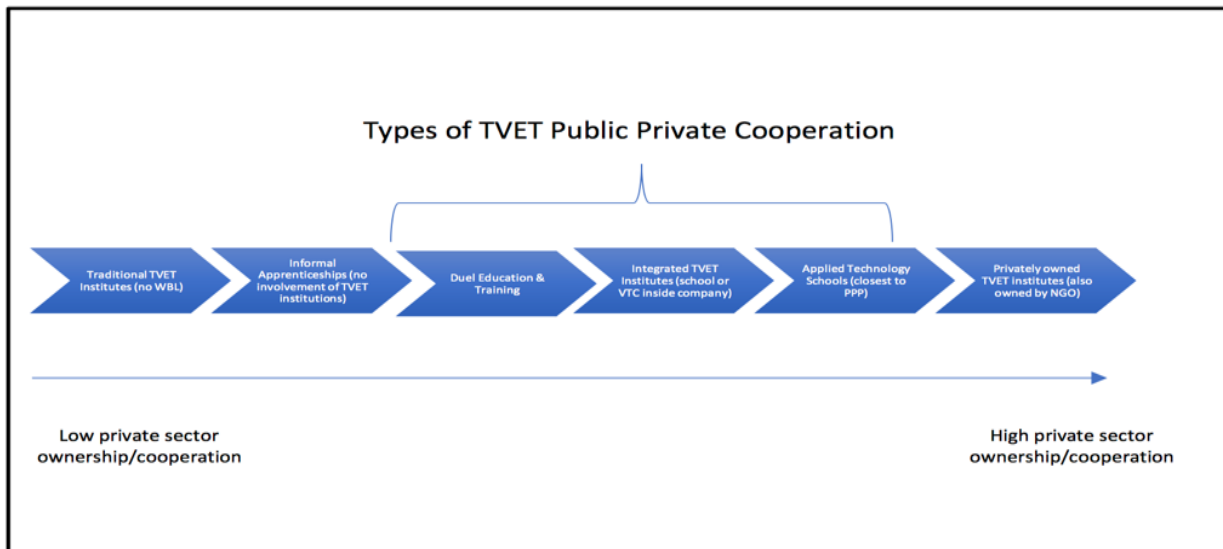 Types of TVET Public Private Cooperation
Traditional TVET
Institutes (no WBL)
Informal
Apprenticeships (no
involvement of TVET
institutions)
Duel Education &
Training
Integrated TVET
Institutes (school or
VTC inside company)
Applied Technology
Schools (closest to
PPP)
Privately owned
TVET institutes (also
owned by NGO)
Low private sector
ownership/cooperation
High private sector
ownership/cooperation